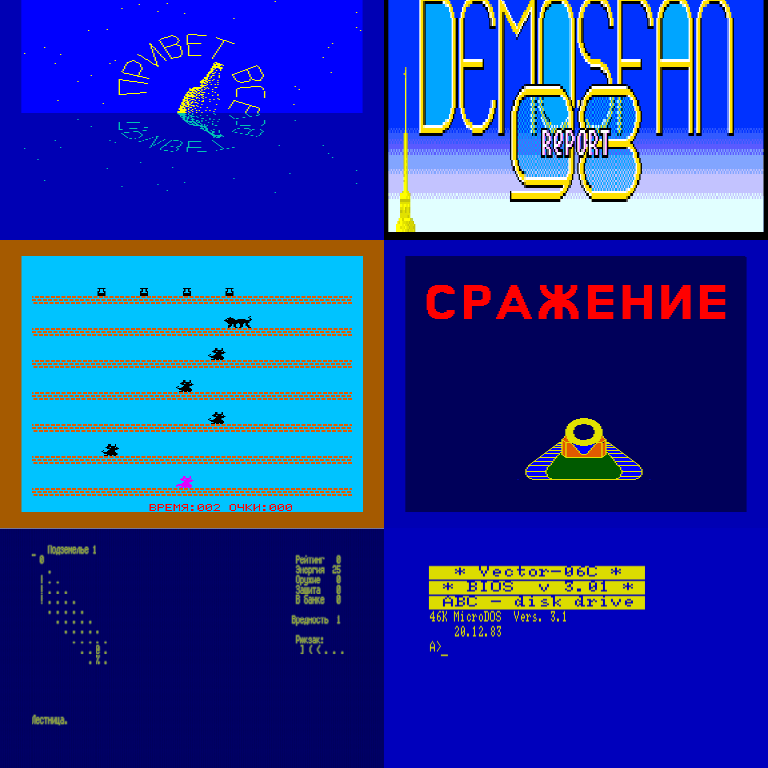 ПРИВЕТ ВСЕ
DEMOSFAN
98
REPORT
ВРЕМЯ:002 ОЧКИ:000
СРАЖЕНИЕ
Подземелье 1
0
Рейтинг 0
Энергия 25
Оружие 0
Защита 0
В банке 0
Вредность 1
Рюкзак:
](<...
Лестница.
* Vector-06C *
* BIOS v 3.01 *
ABC - disk drive
46K MicroDOS Vers. 3.1
20.12.83
A>_